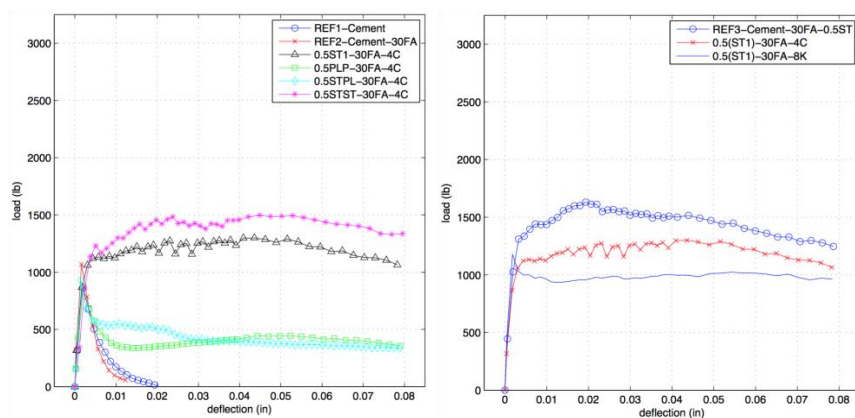 3000
2500
2000
1500
1000
500
0
load (lb)
REF1-Cement
REF2-Cement-30FA
0.5ST1-30FA-4C
0.5PLP-30FA-4C
0.5STPL-30FA-4C
0.5STST-30FA-4C
0 0.01 0.02 0.03 0.04 0.05 0.06 0.07 0.08
deflection (in)
3000
2500
2000
1500
1000
500
0
load (lb)
REF3-Cement-30FA-0.5ST
0.5(ST1)-30FA-4C
0.5(ST1)-30FA-8K
0 0.01 0.02 0.03 0.04 0.05 0.06 0.07 0.08
deflection (in)